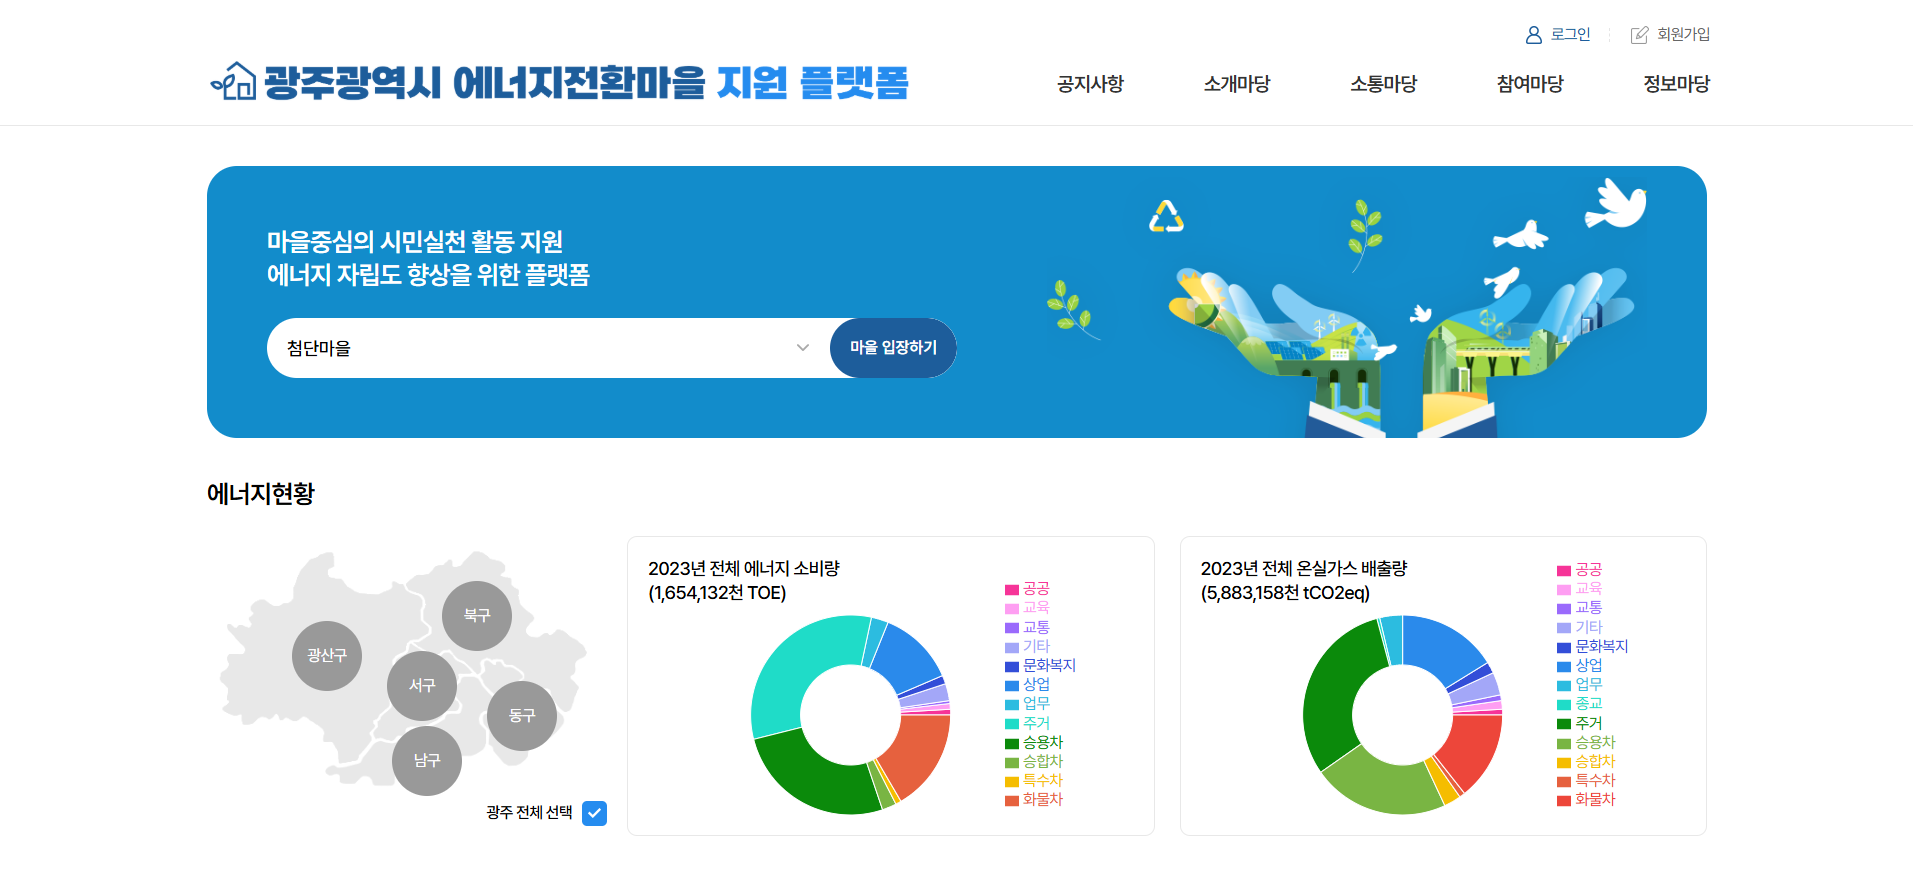 로그인
회원가입
광주광역시 에너지전환마을 지원 플랫폼
공지사항
소개마당
소통마당
참여마당
정보마당
마을중심의 시민실천 활동 지원
에너지 자립도 향상을 위한 플랫폼
첨단마을
마을 입장하기
에너지현황
북구
광산구
서구
동구
남구
광주 전체 선택
2023년 전체 에너지 소비량
(1,654,132천 TOE)
공공
교육
교통
기타
문화복지
상업
업무
주거
승용차
승합차
특수차
화물차
2023년 전체 온실가스 배출량
(5,883,158천 tCO2eq)
공공
교육
교통
기타
문화복지
상업
업무
종교
주거
승용차
승합차
특수차
화물차